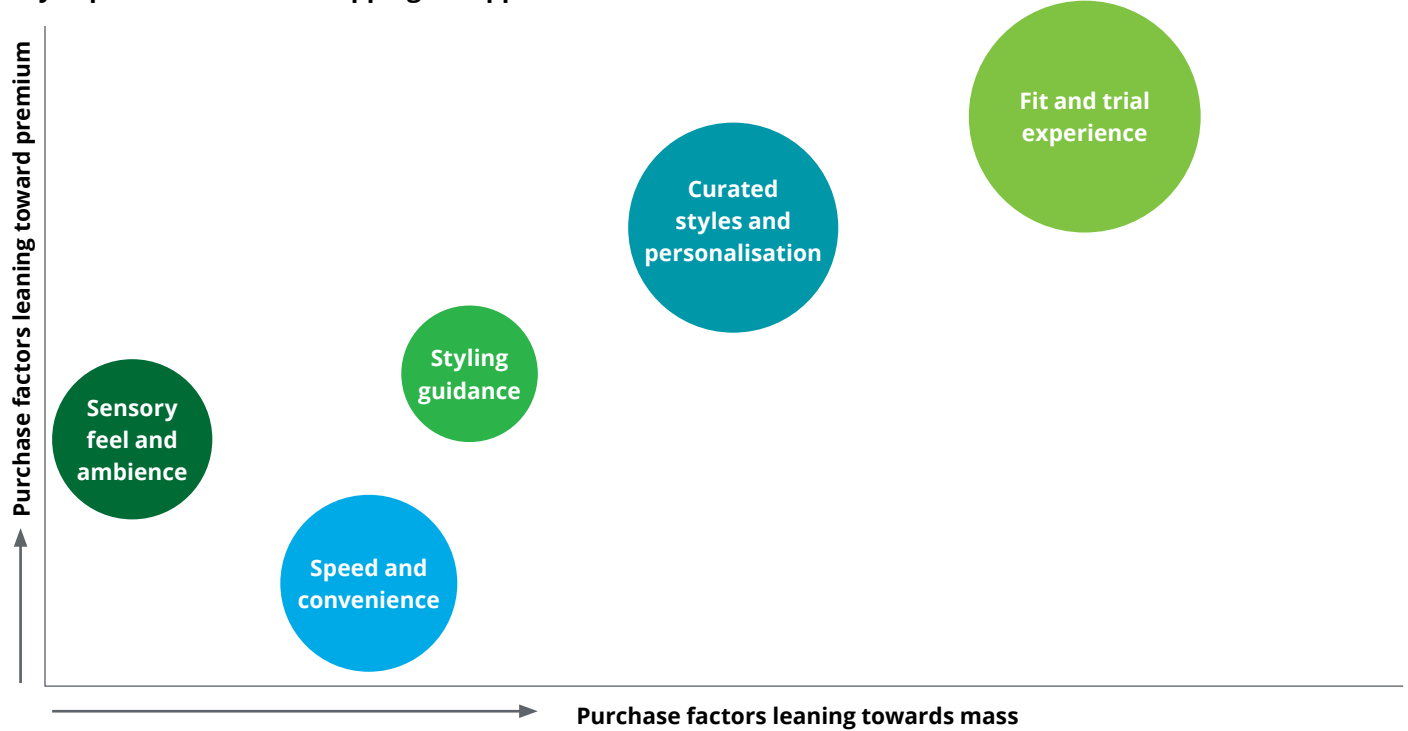 Purchase factors leaning toward premium
Fit and trial
experience
Curated
styles and
personalisation
Styling
guidance
Sensory
feel and
ambience
Speed and
convenience
Purchase factors leaning towards mass